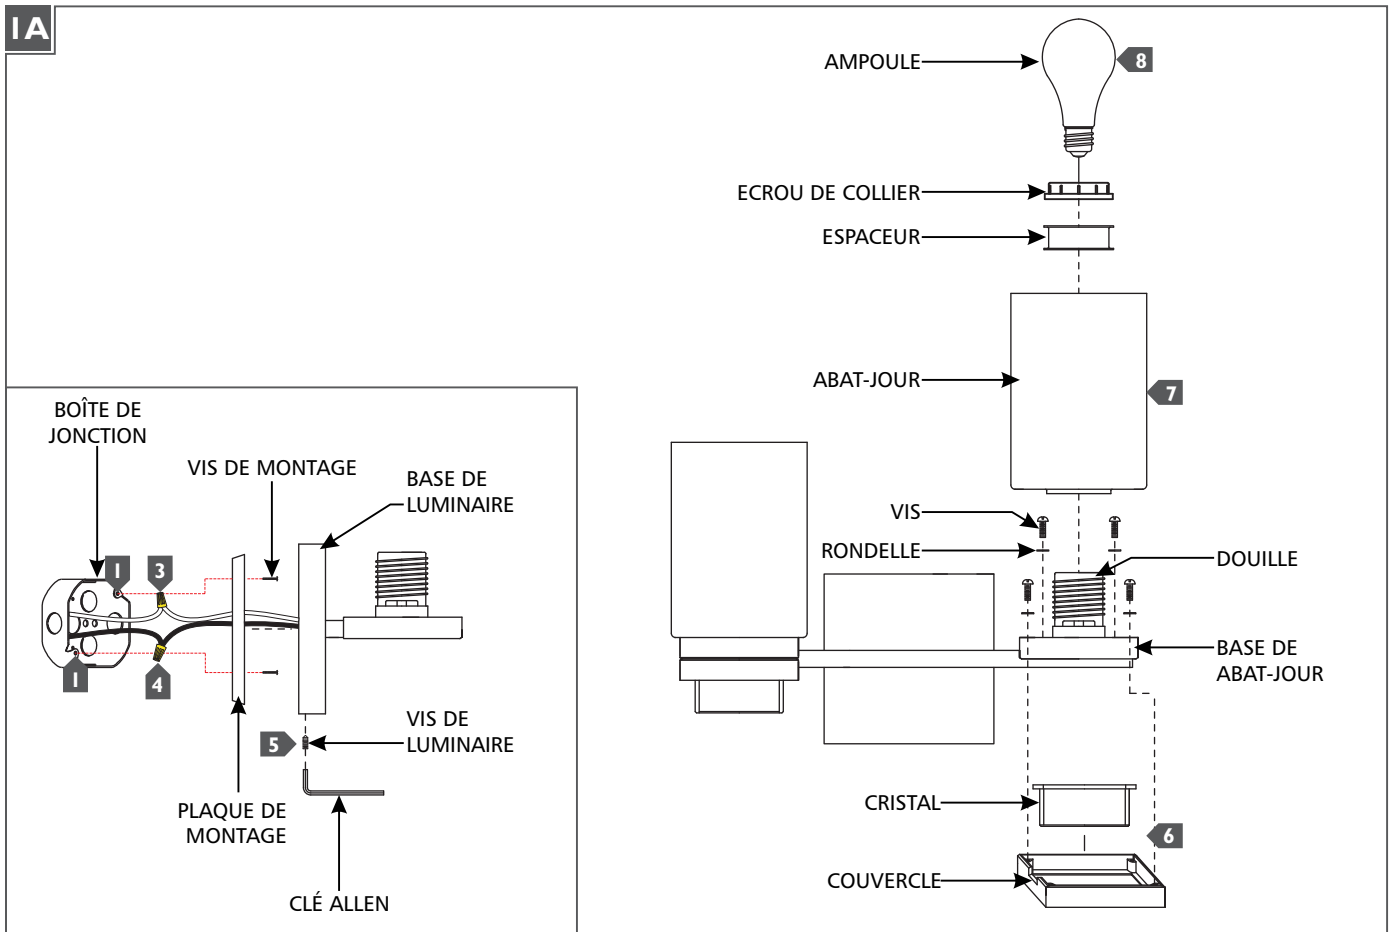 1A
AMPOULE
8
ECROU DE COLLIER
ESPACEUR
ABAT-JOUR
7
VIS
RONDELLE
DOUILLE
BASE DE
ABAT-JOUR
CRISTAL
6
COUVERCLE
BOÎTE DE
JONCTION
VIS DE MONTAGE
BASE DE
LUMINAIRE
1
3
1
4
5
VIS DE
LUMINAIRE
PLAQUE DE
MONTAGE
CLÉ ALLEN